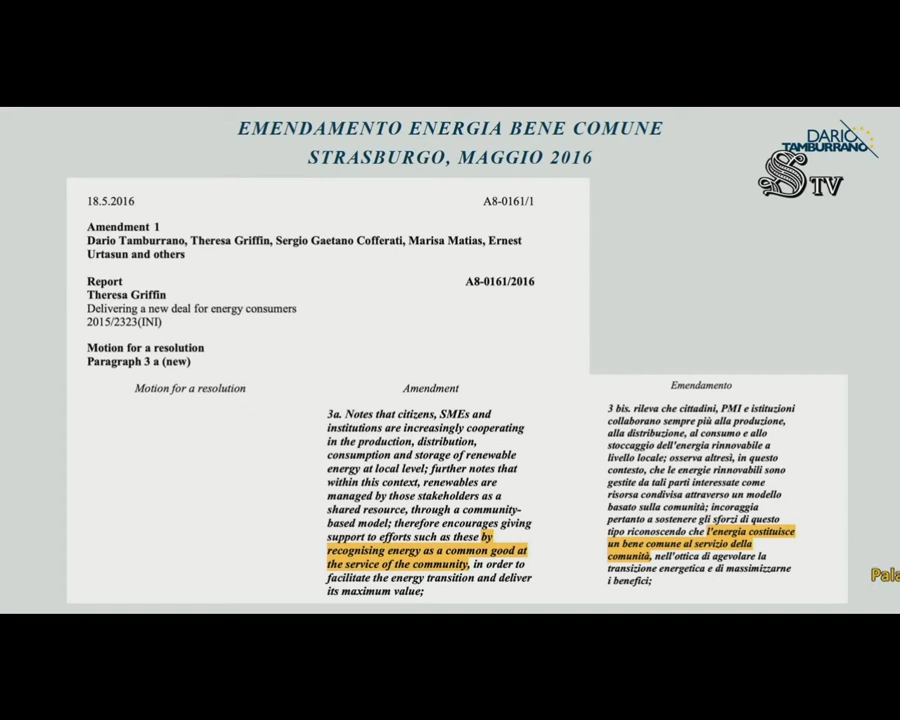 EMENDAMENTO ENERGIA BENE COMUNE
STRASBURGO, MAGGIO 2016
DARIO
TAMBURRANO
S TV
18.5.2016 A8-0161/1
Amendment 1
Dario Tamburrano, Theresa Griffin, Sergio Gaetano Cofferati, Marisa Matias, Ernest
Urtasun and others
Report A8-0161/2016
Theresa Griffin
Delivering a new deal for energy consumers
2015/2323(INI)
Motion for a resolution
Paragraph 3 a (new)
Motion for a resolution Amendment
3a. Notes that citizens, SMEs and
institutions are increasingly cooperating
in the production, distribution,
consumption and storage of renewable
energy at local level; further notes that
within this context, renewables are
managed by those stakeholders as a
shared resource, through a community-
based model; therefore encourages giving
support to efforts such as these by
recognising energy as a common good at
the service of the community, in order to
facilitate the energy transition and deliver
its maximum value;
Emendamento
3 bis. rileva che cittadini, PMI e istituzioni
collaborano sempre più alla produzione,
alla distribuzione, al consumo e allo
stoccaggio dell'energia rinnovabile a
livello locale; osserva altresì, in questo
contesto, che le energie rinnovabili sono
gestite da tali parti interessate come
risorsa condivisa attraverso un modello
basato sulla comunità; incoraggia
pertanto a sostenere gli sforzi di questo
tipo riconoscendo che l'energia costituisce
un bene comune al servizio della
comunità, nell'ottica di agevolare la
transizione energetica e di massimizzarne
i benefici;
Pala